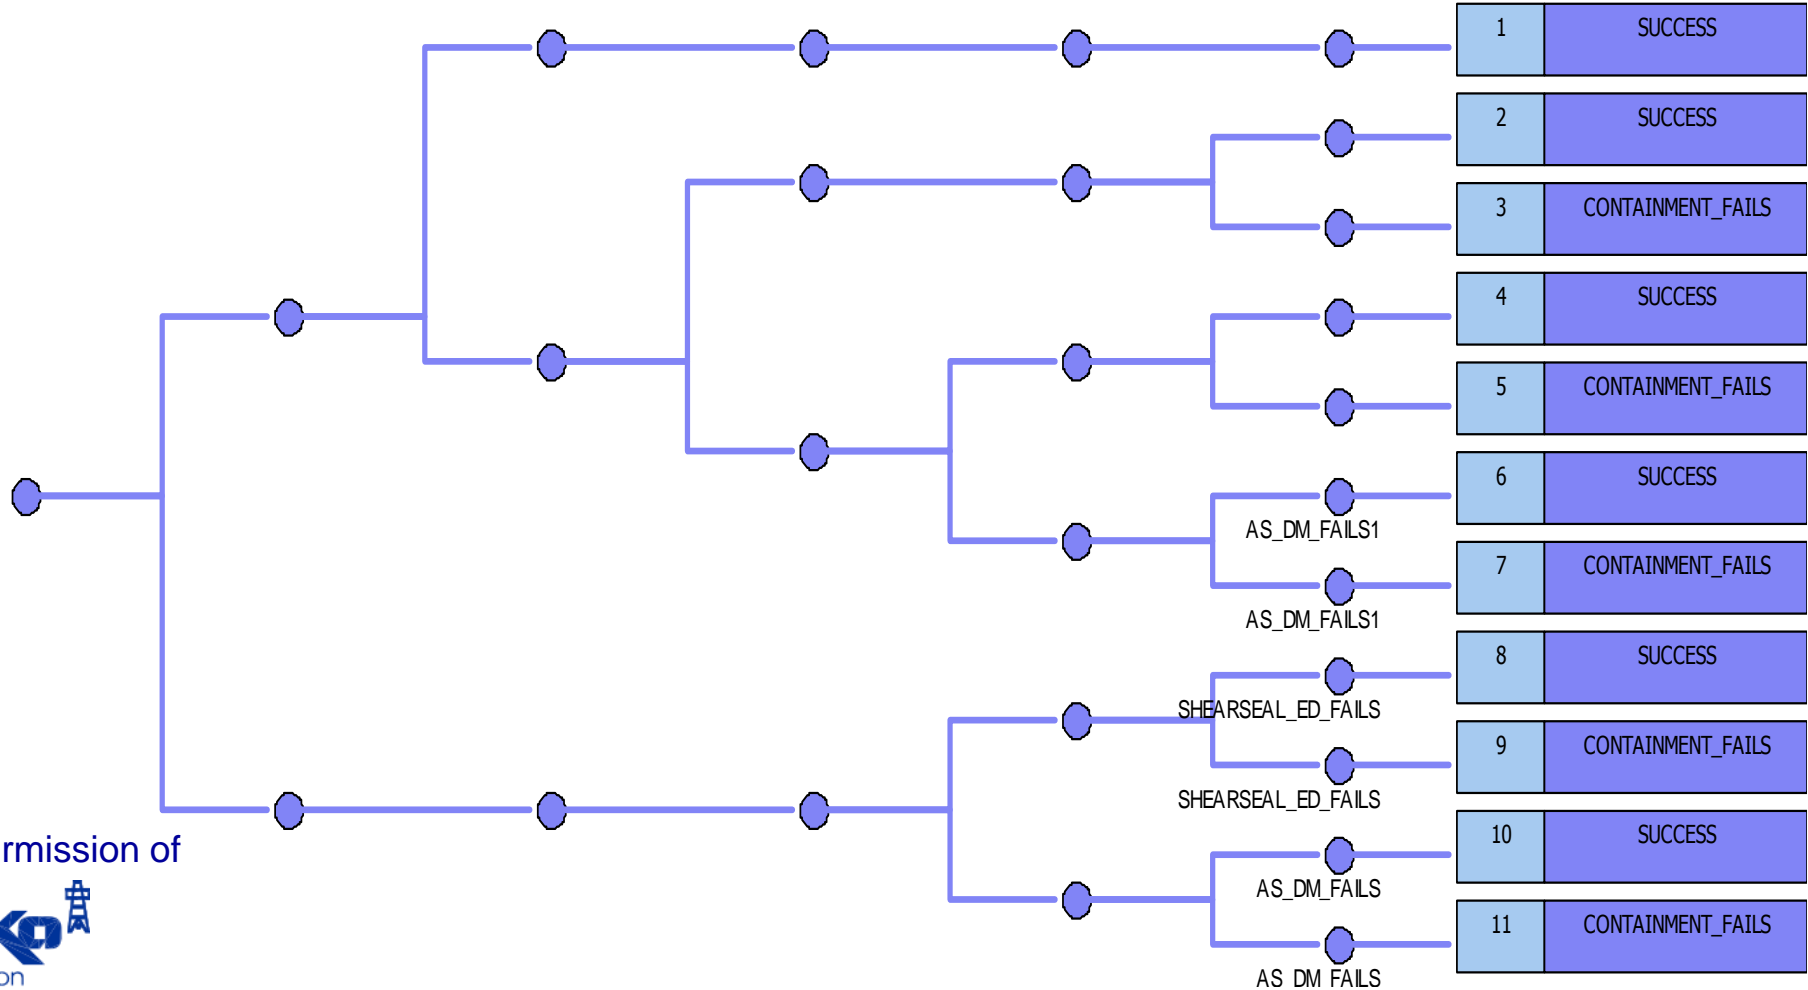 1 SUCCESS
2 SUCCESS
3 CONTAINMENT_FAILS
4 SUCCESS
5 CONTAINMENT_FAILS
6 SUCCESS
AS_DM_FAILS1
7 CONTAINMENT_FAILS
AS_DM_FAILS1
8 SUCCESS
SHEARSEAL_ED_FAILS
9 CONTAINMENT_FAILS
SHEARSEAL_ED_FAILS
10 SUCCESS
rmission of
AS_DM_FAILS
11 CONTAINMENT_FAILS
on
AS_DM_FAILS